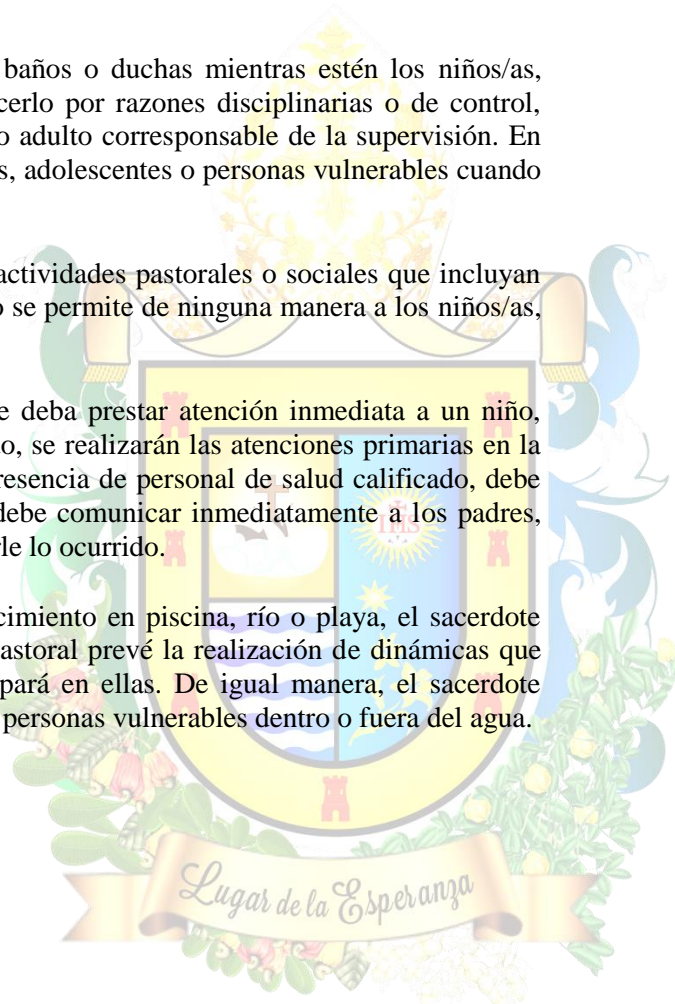 baños o duchas mientras estén los niños/as,
cerlo por razones disciplinarias o de control,
o adulto corresponsable de la supervisión. En
s, adolescentes o personas vulnerables cuando
actividades pastorales o sociales que incluyan
o se permite de ninguna manera a los niños/as,
e deba prestar atención inmediata a un niño,
o, se realizarán las atenciones primarias en la
resencia de personal de salud calificado, debe
debe comunicar inmediatamente a los padres,
rle lo ocurrido.
cimiento en piscina, río o playa, el sacerdote
pastoral prevé la realización de dinámicas que
pará en ellas. De igual manera, el sacerdote
personas vulnerables dentro o fuera del agua.
IHS
Lugar de la Esperanza